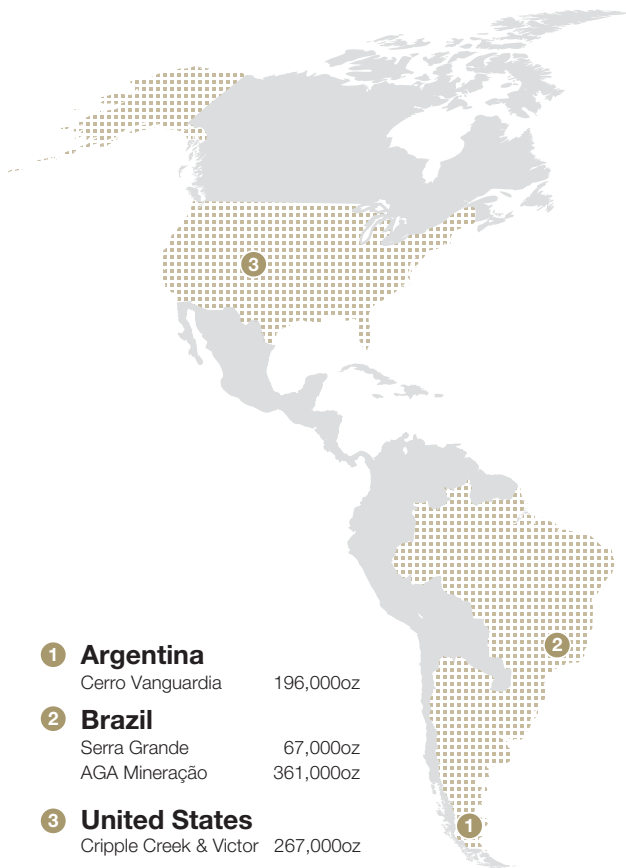 3
2
1
1 Argentina
Cerro Vanguardia 196,000oz
2 Brazil
Serra Grande 67,000oz
AGA Mineração 361,000oz
3 United States
Cripple Creek & Victor 267,000oz